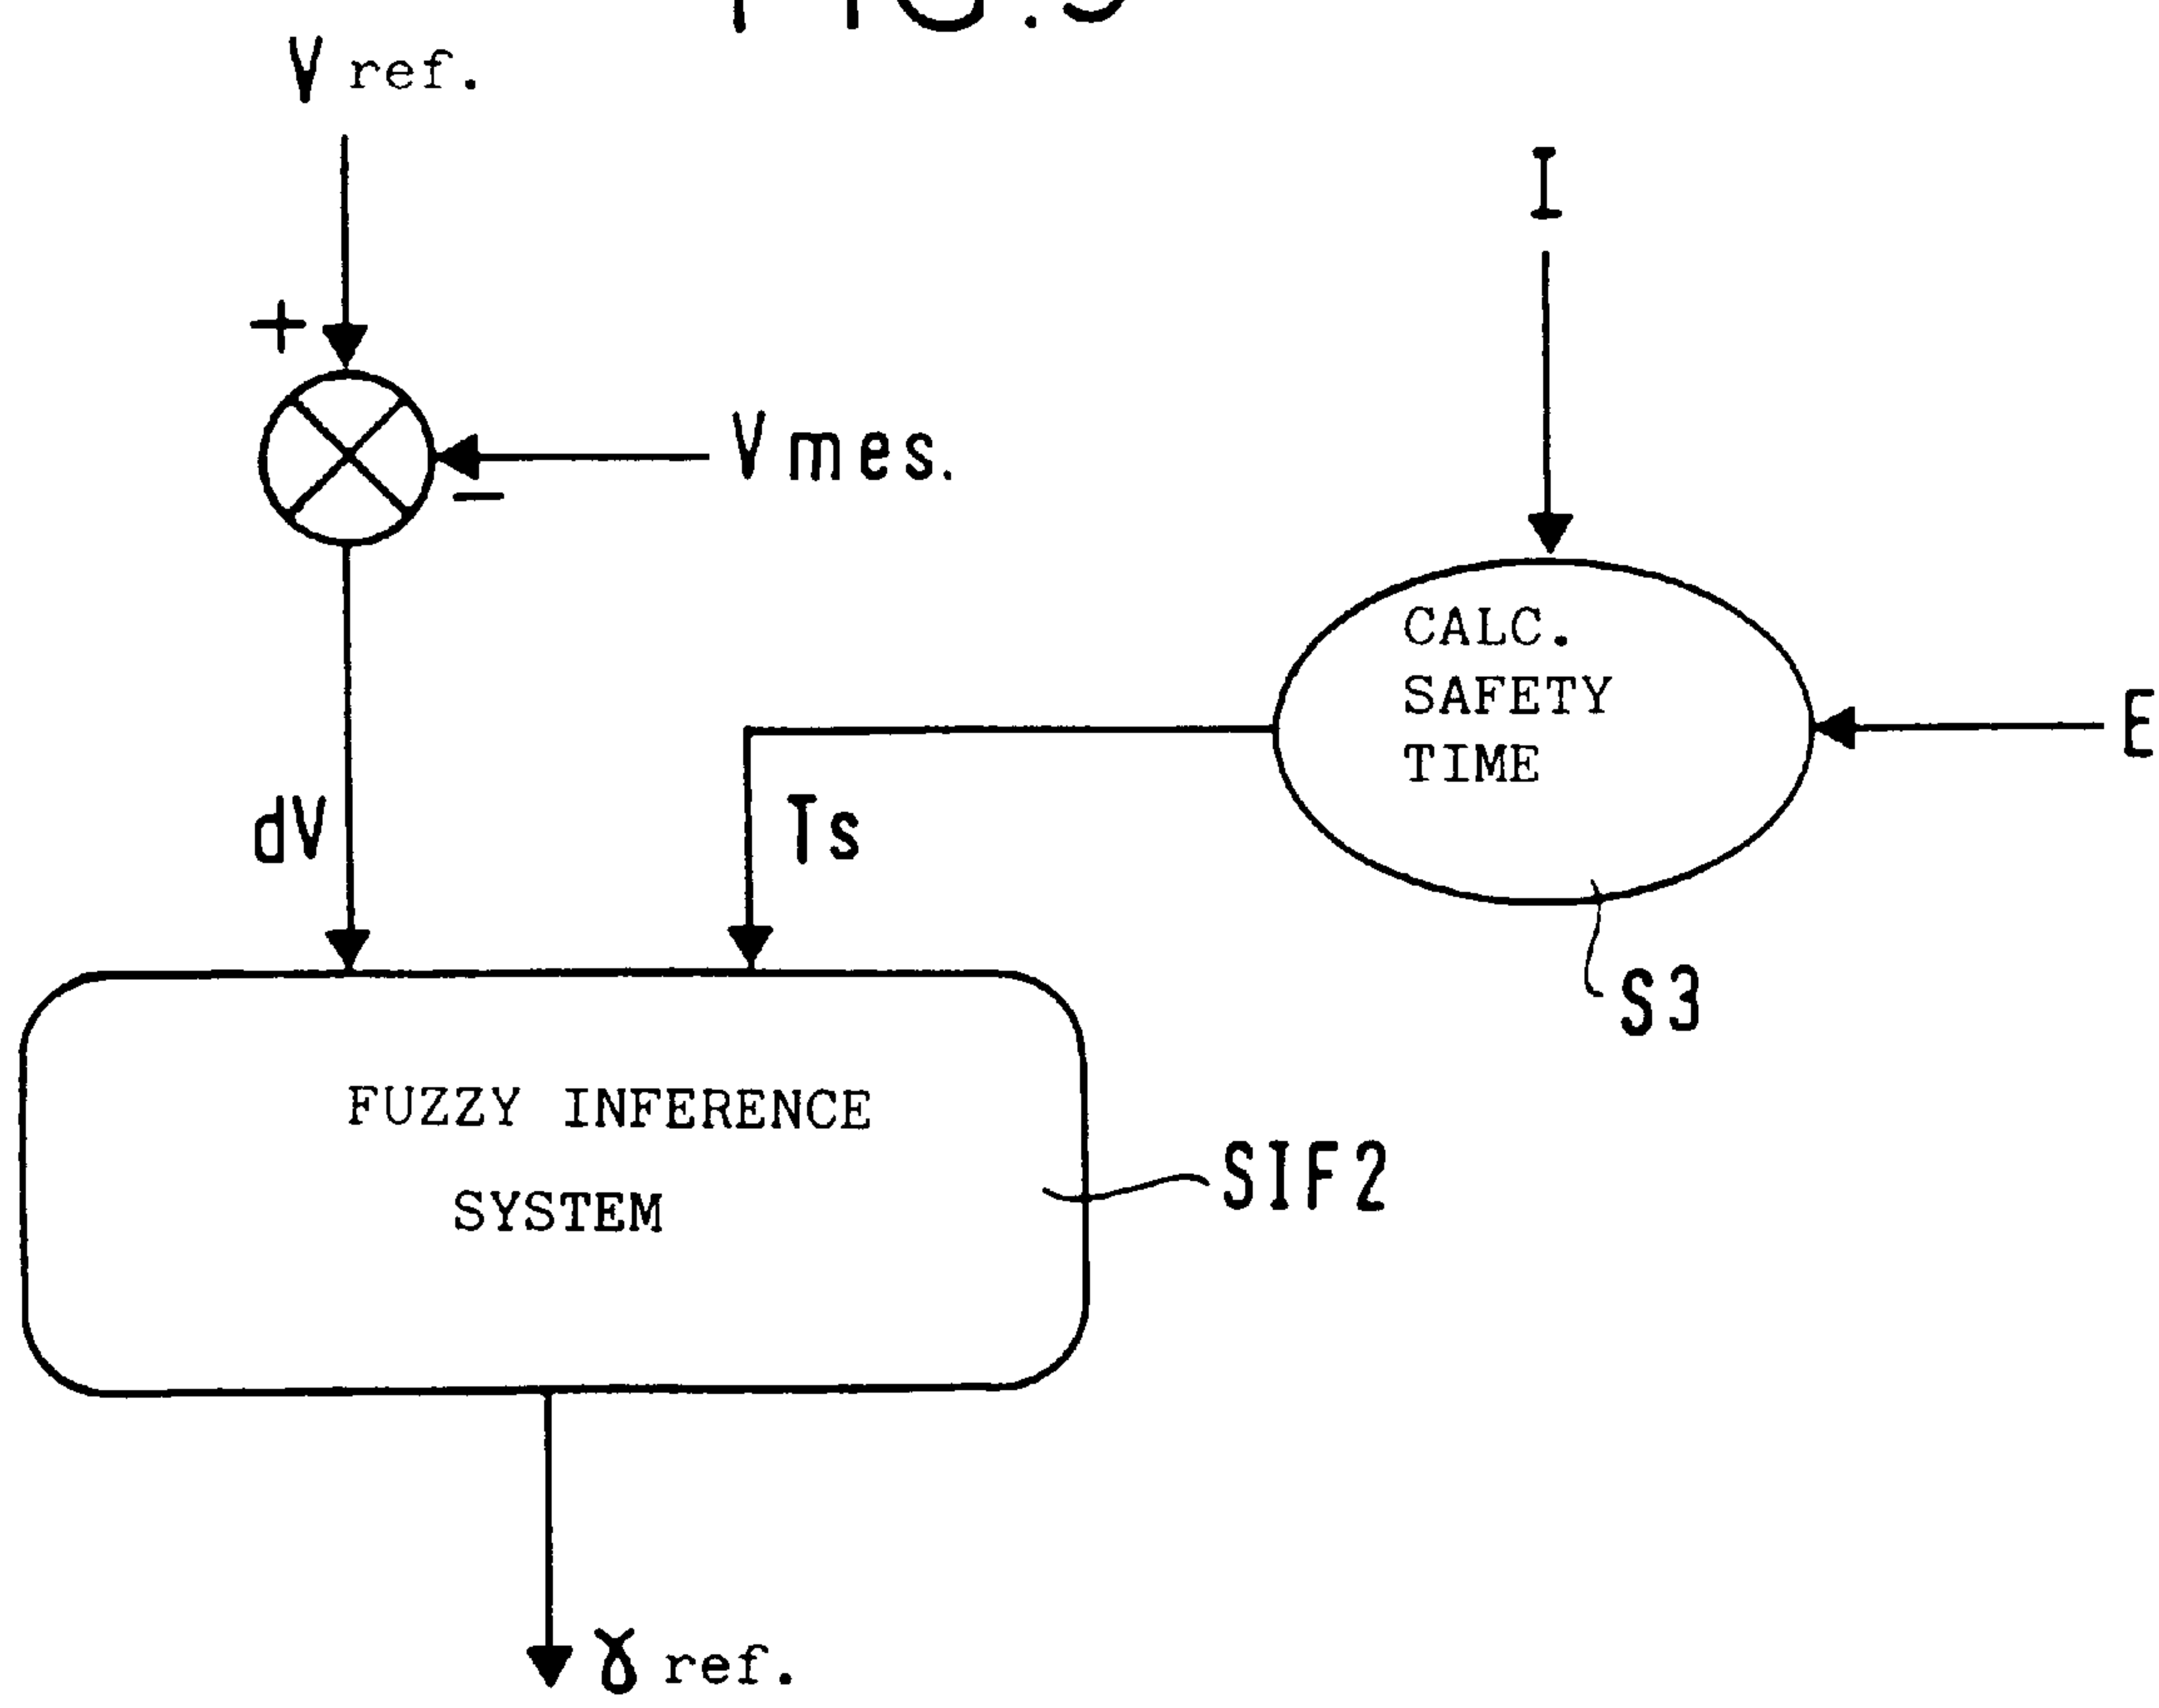 V ref.
I
+
Vmes.
−
CALC.
SAFETY
TIME
E
dV
Ts
S3
FUZZY INFERENCE
SYSTEM
SIF2
γ ref.